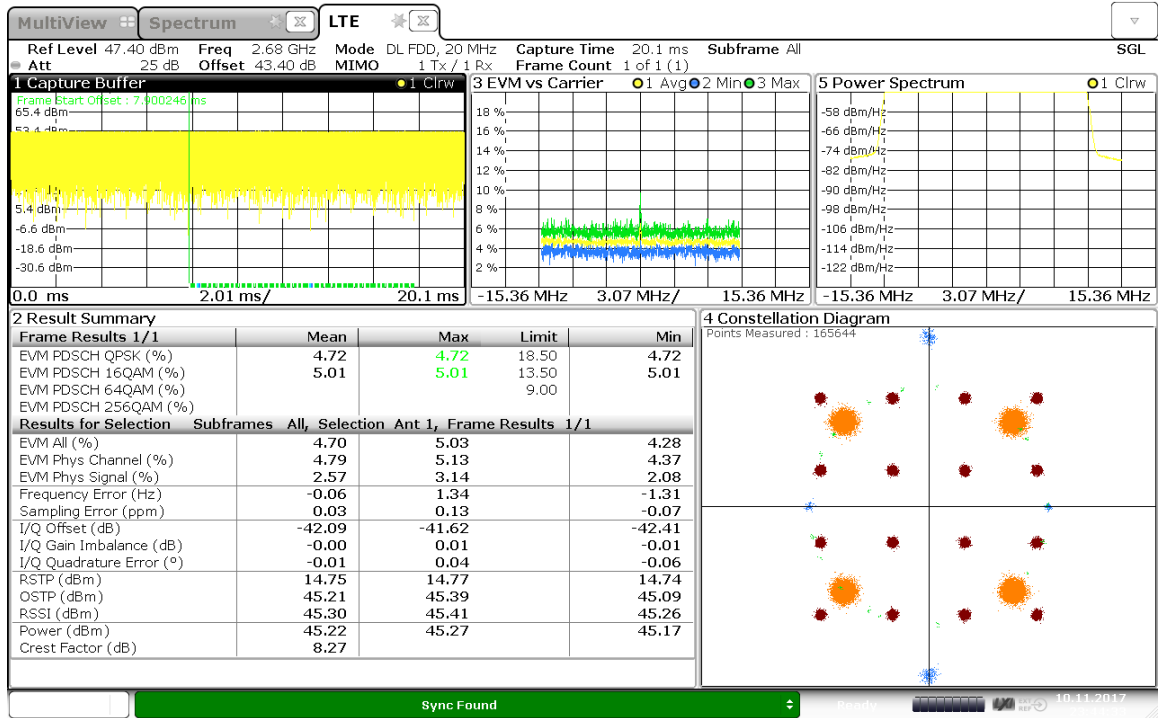 MultiView Spectrum LTE
Ref Level 47.40 dBm Freq 2.68 GHz Mode DL FDD, 20 MHz Capture Time 20.1 ms Subframe All SGL
Att 25 dB Offset 43.40 dB MIMO 1 Tx / 1 Rx Frame Count 1 of 1 (1)
1 Capture Buffer 1 Clrw
Frame Start Offset : 7.900246 ms
65.4 dBm
53.4 dBm
5.4 dBm
-6.6 dBm
-18.6 dBm
-30.6 dBm
0.0 ms 2.01 ms/ 20.1 ms
3 EVM vs Carrier 1 Avg 2 Min 3 Max
18 %
16 %
14 %
12 %
10 %
8 %
6 %
4 %
2 %
-15.36 MHz 3.07 MHz/ 15.36 MHz
5 Power Spectrum 1 Clrw
-58 dBm/Hz
-66 dBm/Hz
-74 dBm/Hz
-82 dBm/Hz
-90 dBm/Hz
-98 dBm/Hz
-106 dBm/Hz
-114 dBm/Hz
-122 dBm/Hz
-15.36 MHz 3.07 MHz/ 15.36 MHz
2 Result Summary
Frame Results 1/1 Mean Max Limit Min
EVM PDSCH QPSK (%) 4.72 4.72 18.50 4.72
EVM PDSCH 16QAM (%) 5.01 5.01 13.50 5.01
EVM PDSCH 64QAM (%) 9.00
EVM PDSCH 256QAM (%)
Results for Selection Subframes All, Selection Ant 1, Frame Results 1/1
EVM All (%) 4.70 5.03 4.28
EVM Phys Channel (%) 4.79 5.13 4.37
EVM Phys Signal (%) 2.57 3.14 2.08
Frequency Error (Hz) -0.06 1.34 -1.31
Sampling Error (ppm) 0.03 0.13 -0.07
I/Q Offset (dB) -42.09 -41.62 -42.41
I/Q Gain Imbalance (dB) -0.00 0.01 -0.01
I/Q Quadrature Error (º) -0.01 0.04 -0.06
RSTP (dBm) 14.75 14.77 14.74
OSTP (dBm) 45.21 45.39 45.09
RSSI (dBm) 45.30 45.41 45.26
Power (dBm) 45.22 45.27 45.17
Crest Factor (dB) 8.27
4 Constellation Diagram
Points Measured : 165644
Sync Found
Ready
10.11.2017